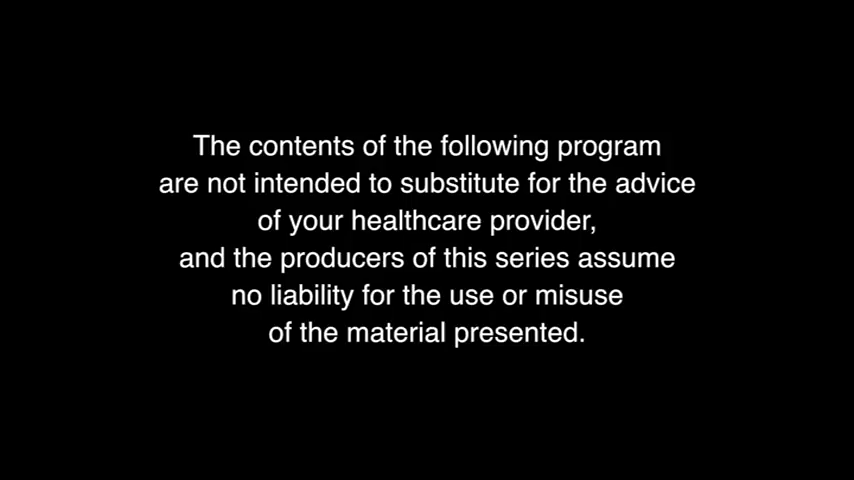 The contents of the following program
are not intended to substitute for the advice
of your healthcare provider,
and the producers of this series assume
no liability for the use or misuse
of the material presented.